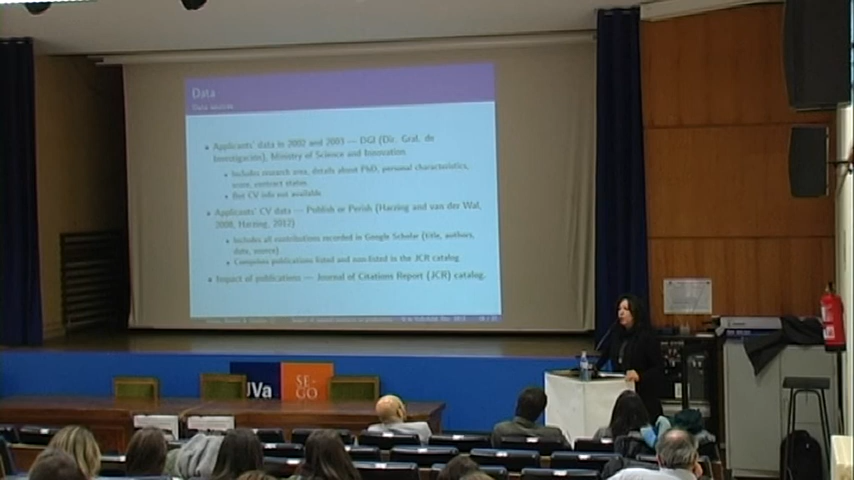 Data
Data source
Applicants' data in 2002 and 2003 — DGI (Dir. Gral. de
Investigación), Ministry of Science and Innovation
Includes research area, details about PhD, personal characteristics,
score, contract status
But CV info not available
Applicants' CV data — Publish or Perish (Harzing and van der Wal,
2008, Harzing, 2012)
Includes all contributions recorded in Google Scholar (title, authors,
date, source)
Comprises publications listed and non-listed in the JCR catalog
Impact of publications — Journal of Citations Report (JCR) catalog.
UVa
SE-
GO